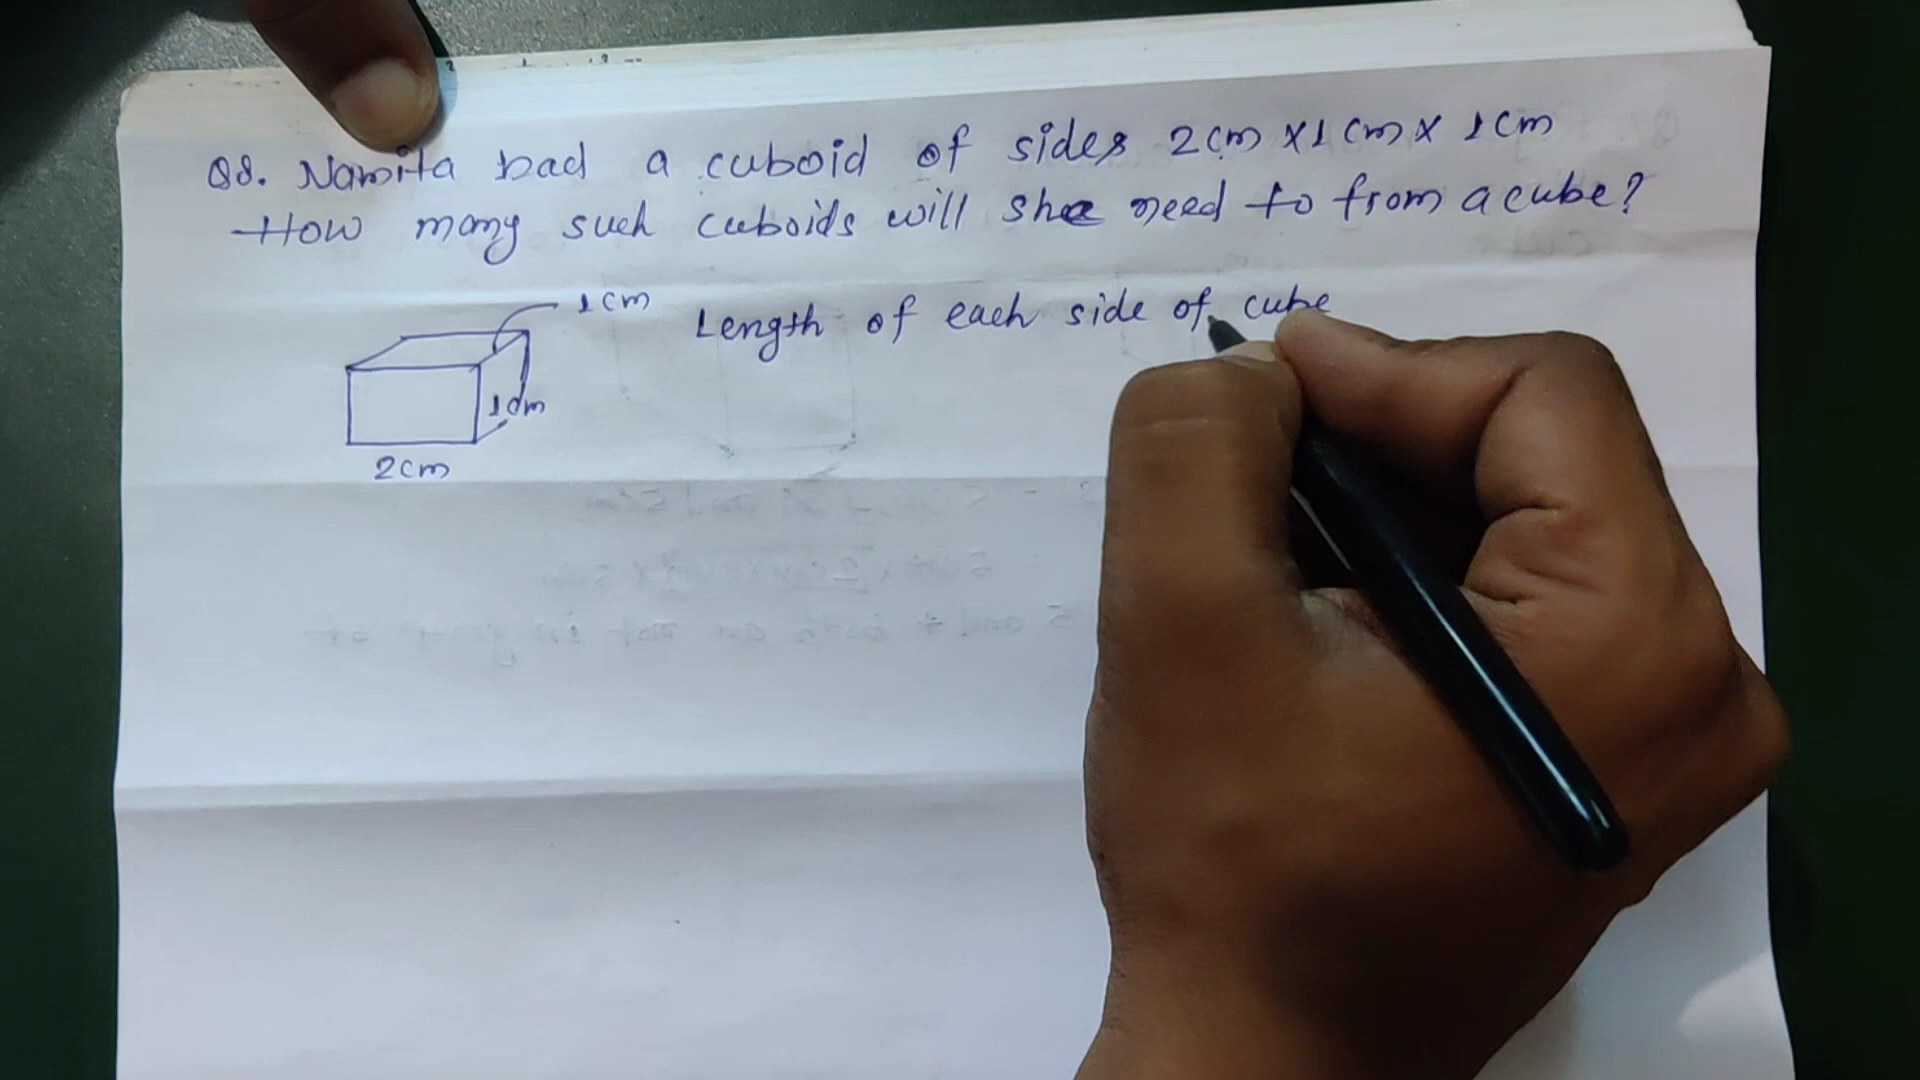 Q8. Namita had a cuboid of sides 2cm x 1cm x 1cm
How many such cuboids will she need to from a cube?
1cm
Length of each side of cube
1cm
2cm